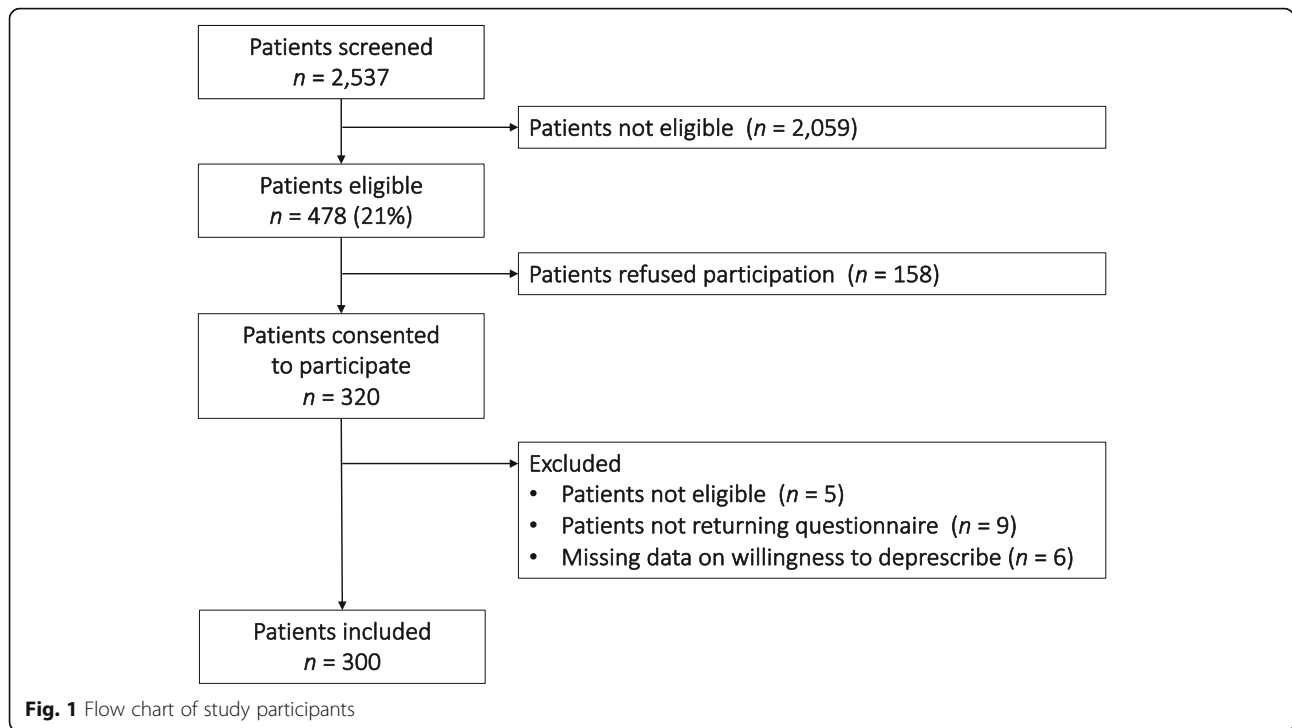 Patients screened
n = 2,537
Patients not eligible (n = 2,059)
Patients eligible
n = 478 (21%)
Patients refused participation (n = 158)
Patients consented
to participate
n = 320
Excluded
• Patients not eligible (n = 5)
• Patients not returning questionnaire (n = 9)
• Missing data on willingness to deprescribe (n = 6)
Patients included
n = 300
Fig. 1 Flow chart of study participants